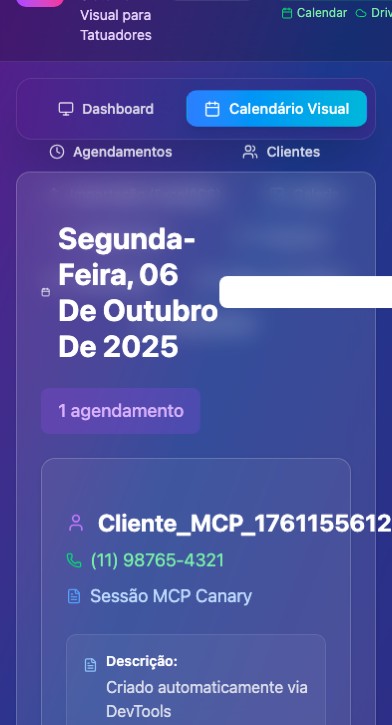 Visual para
Tatuadores
Calendar
Dashboard
Calendário Visual
Agendamentos
Clientes
Segunda-
Feira, 06
De Outubro
De 2025
1 agendamento
Cliente_MCP_1761155612
(11) 98765-4321
Sessão MCP Canary
Descrição:
Criado automaticamente via
DevTools